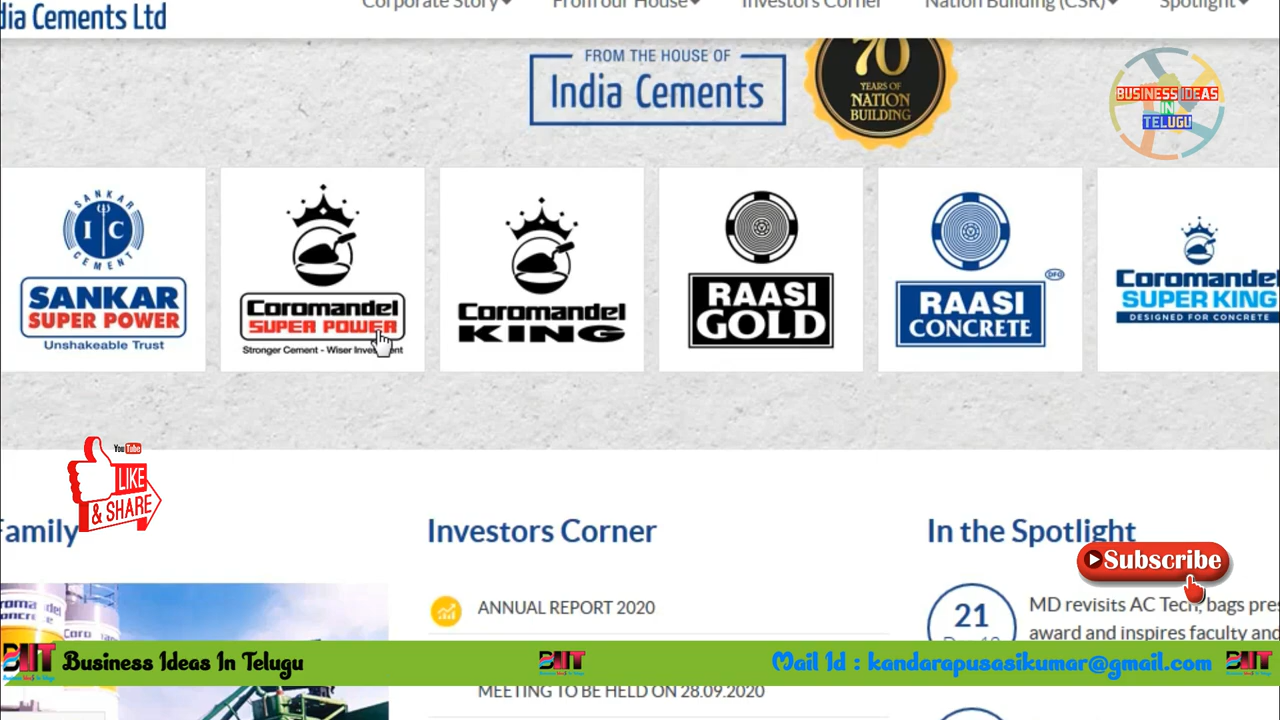 dia Cements Ltd
Corporate Story
From our House
Investors Corner
Nation Building (CSR)
Spotlight
FROM THE HOUSE OF
India Cements
70
YEARS OF
NATION
BUILDING
BUSINESS IDEAS
IN
TELUGU
SANKAR
IC
CEMENT
SANKAR
SUPER POWER
Unshakeable Trust
Coromandel
SUPER POWER
Stronger Cement - Wiser Investment
Coromandel
KING
RAASI
GOLD
RAASI
CONCRETE
Coromandel
SUPER KING
DESIGNED FOR CONCRETE
YouTube
LIKE
& SHARE
Family
Investors Corner
In the Spotlight
Subscribe
ANNUAL REPORT 2020
21
MD revisits AC Tech, bags pres
award and inspires faculty and
BIIT
Business Ideas In Telugu
BIIT
Mail Id : kandarapusasikumar@gmail.com
BIIT
MEETING TO BE HELD ON 28.09.2020